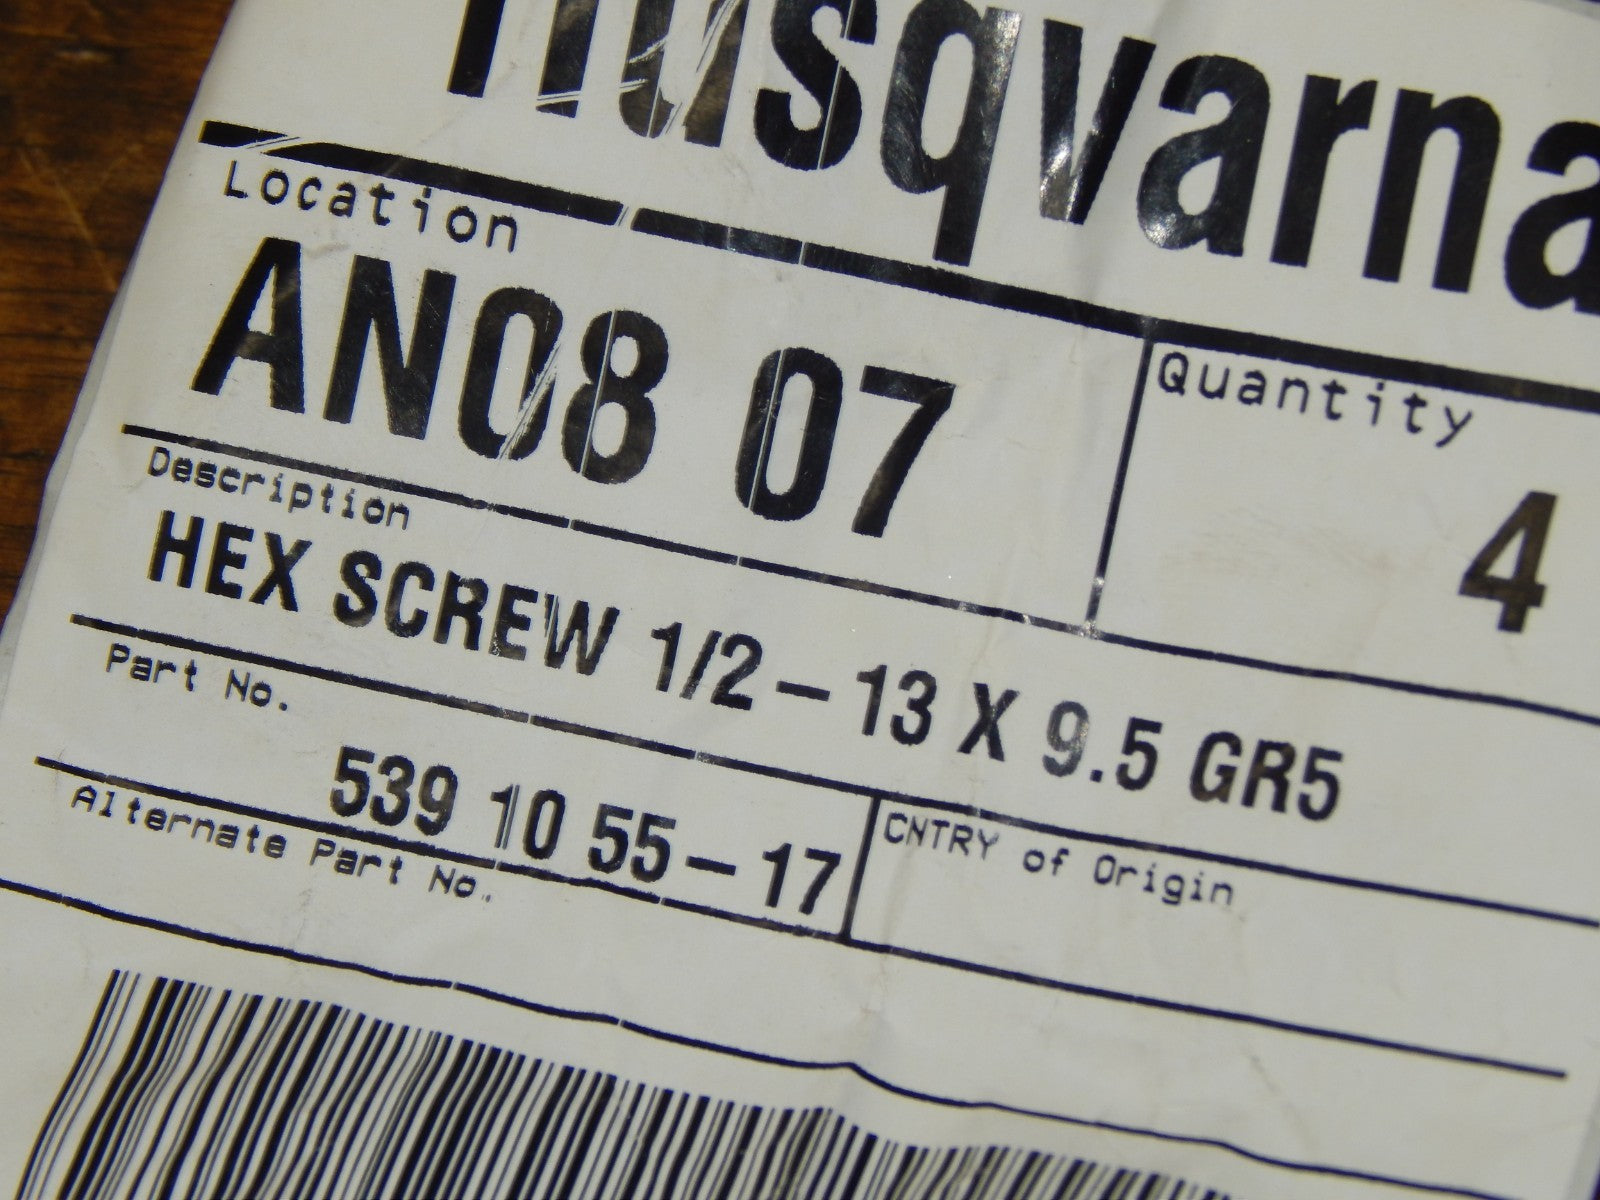 Husqvarna
Location
AN08 07
Quantity
4
Description
HEX SCREW 1/2-13 X 9.5 GR5
Part No.
539 10 55-17
CNTRY of Origin
Alternate Part No.